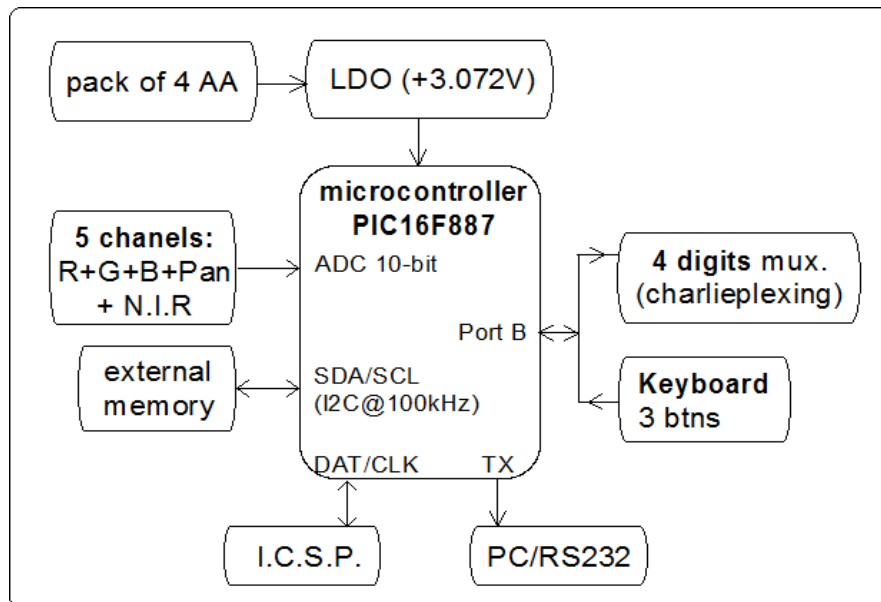 pack of 4 AA
LDO (+3.072V)
microcontroller
PIC16F887
5 chanels:
R+G+B+Pan
+ N.I.R
ADC 10-bit
4 digits mux.
(charlieplexing)
Port B
external
memory
SDA/SCL
(I2C@100kHz)
Keyboard
3 btns
DAT/CLK
TX
I.C.S.P.
PC/RS232